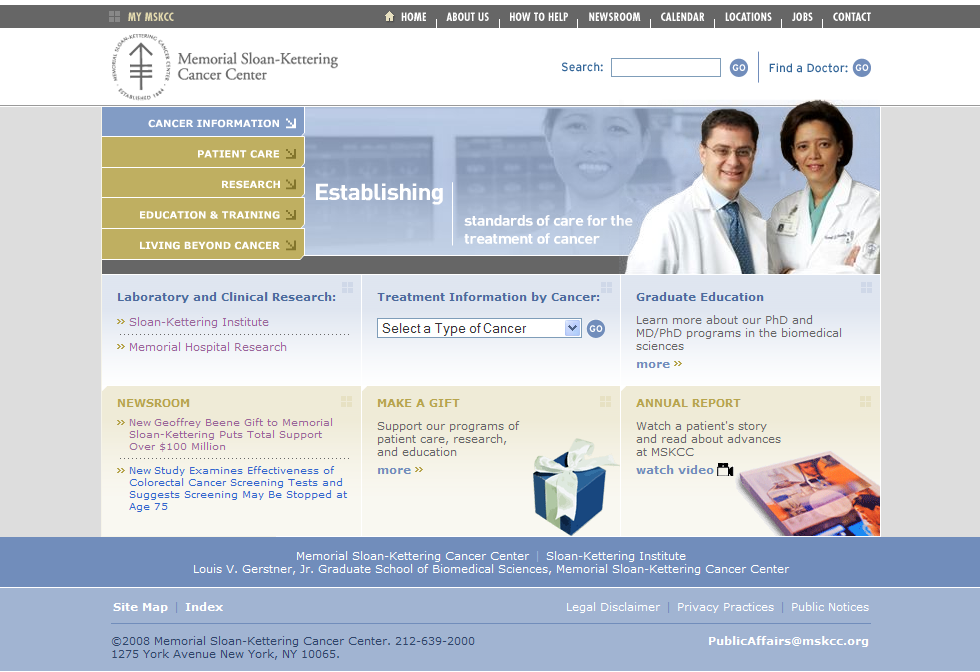 MY MSKCC
HOME ABOUT US HOW TO HELP NEWSROOM CALENDAR LOCATIONS JOBS CONTACT
MEMORIAL SLOAN-KETTERING CANCER CENTER
ESTABLISHED 1884
Memorial Sloan-Kettering
Cancer Center
Search: GO Find a Doctor: GO
CANCER INFORMATION
PATIENT CARE
RESEARCH
EDUCATION & TRAINING
LIVING BEYOND CANCER
Establishing
standards of care for the
treatment of cancer
Laboratory and Clinical Research:
Sloan-Kettering Institute
Memorial Hospital Research
Treatment Information by Cancer:
Select a Type of Cancer GO
Graduate Education
Learn more about our PhD and
MD/PhD programs in the biomedical
sciences
more »
NEWSROOM
» New Geoffrey Beene Gift to Memorial
Sloan-Kettering Puts Total Support
Over $100 Million
» New Study Examines Effectiveness of
Colorectal Cancer Screening Tests and
Suggests Screening May Be Stopped at
Age 75
MAKE A GIFT
Support our programs of
patient care, research,
and education
more »
ANNUAL REPORT
Watch a patient's story
and read about advances
at MSKCC
watch video
Memorial Sloan-Kettering Cancer Center | Sloan-Kettering Institute
Louis V. Gerstner, Jr. Graduate School of Biomedical Sciences, Memorial Sloan-Kettering Cancer Center
Site Map | Index
Legal Disclaimer | Privacy Practices | Public Notices
©2008 Memorial Sloan-Kettering Cancer Center. 212-639-2000
1275 York Avenue New York, NY 10065.
PublicAffairs@mskcc.org